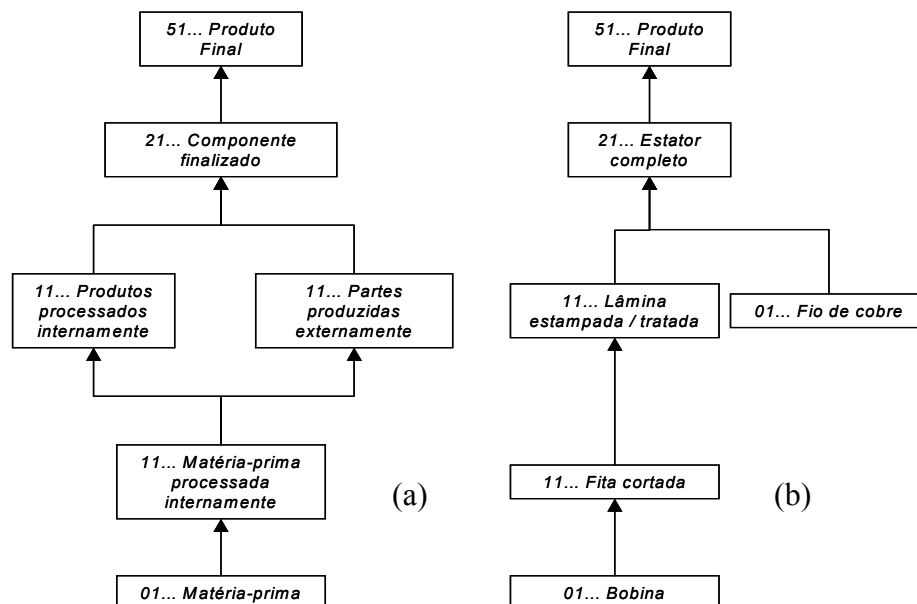 51... Produto
Final
21... Componente
finalizado
11... Produtos
processados
internamente
11... Partes
produzidas
externamente
11... Matéria-prima
processada
internamente
(a)
01... Matéria-prima
51... Produto
Final
21... Estator
completo
11... Lâmina
estampada / tratada
01... Fio de cobre
11... Fita cortada
(b)
01... Bobina